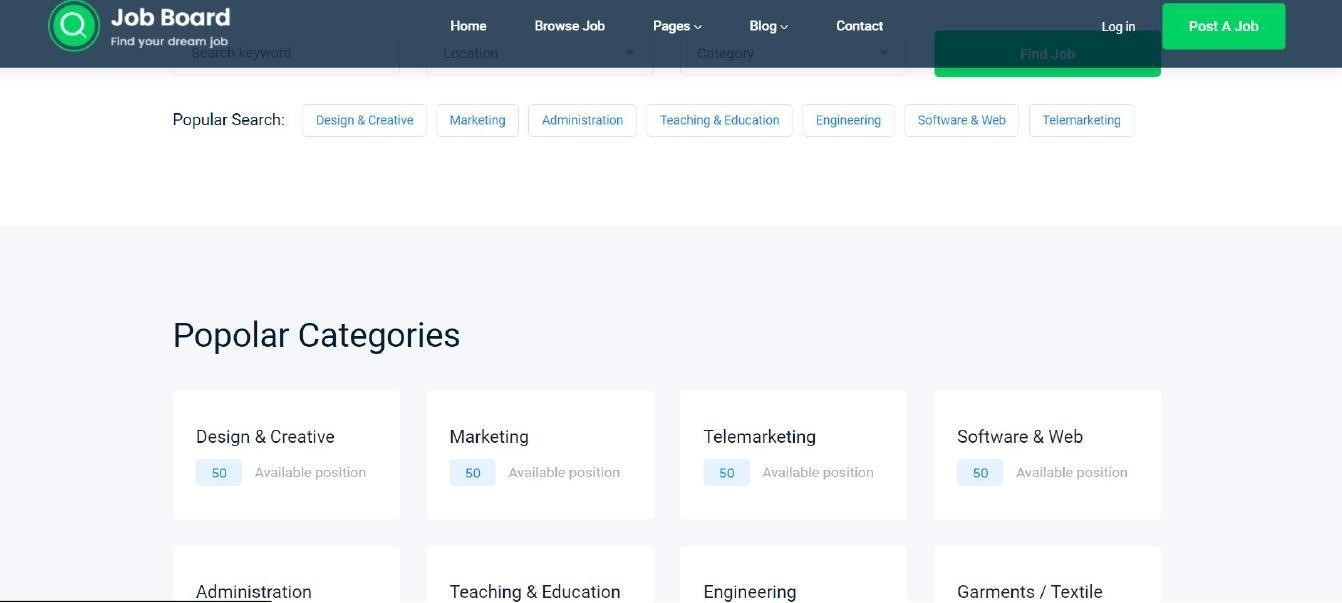 Job Board
Find your dream job
Home Browse Job Pages Blog Contact Log in Post A Job
Search keyword Location Category Find Job
Popular Search: Design & Creative Marketing Administration Teaching & Education Engineering Software & Web Telemarketing
Popolar Categories
Design & Creative Marketing Telemarketing Software & Web
50 Available position 50 Available position 50 Available position 50 Available position
Administration Teaching & Education Engineering Garments / Textile